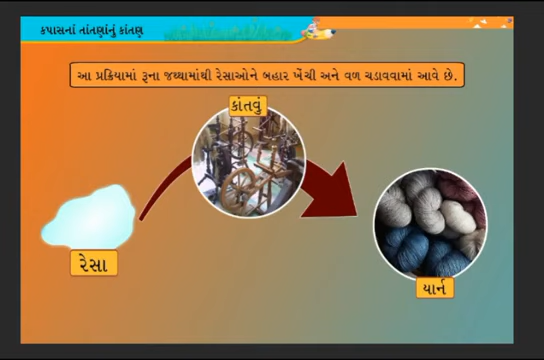 કપાસનાં તાંતણાંનું કાંતણ
આ પ્રક્રિયામાં રૂના જથ્થામાંથી રેસાઓને બહાર ખેંચી અને વળ ચડાવવામાં આવે છે.
કાંતવું
રેસા
યાર્ન